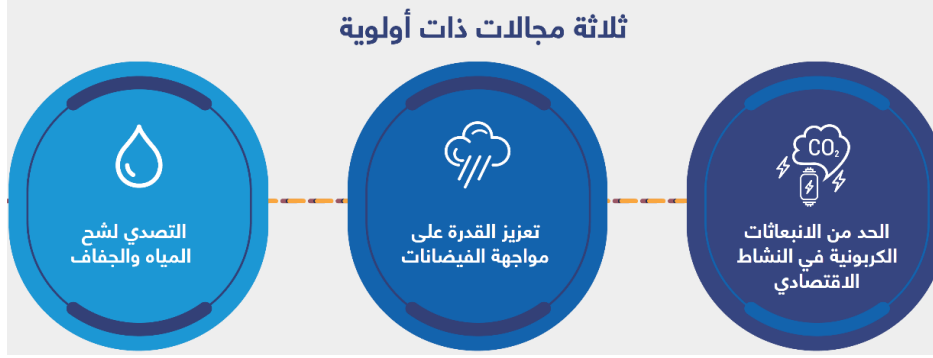 ثلاثة مجالات ذات أولوية
CO₂
الحد من الانبعاثات
الكربونية في النشاط
الاقتصادي
تعزيز القدرة على
مواجهة الفيضانات
التصدي لشح
المياه والجفاف